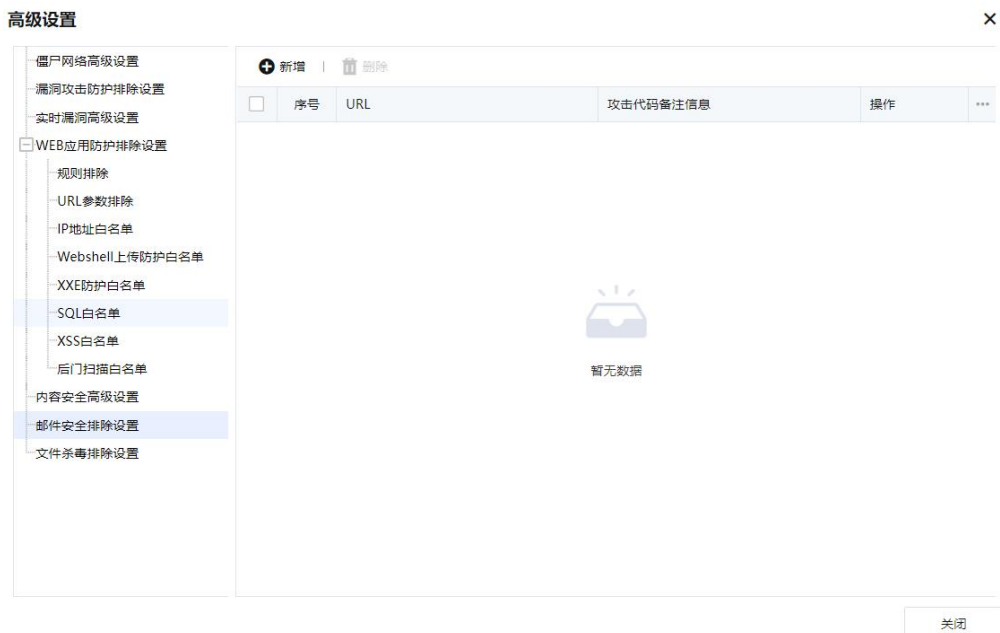 高级设置
僵尸网络高级设置
漏洞攻击防护排除设置
实时漏洞高级设置
WEB应用防护排除设置
规则排除
URL参数排除
IP地址白名单
Webshell上传防护白名单
XXE防护白名单
SQL白名单
XSS白名单
后门扫描白名单
内容安全高级设置
邮件安全排除设置
文件杀毒排除设置
新增 | 删除
序号 URL 攻击代码备注信息 操作
暂无数据
关闭